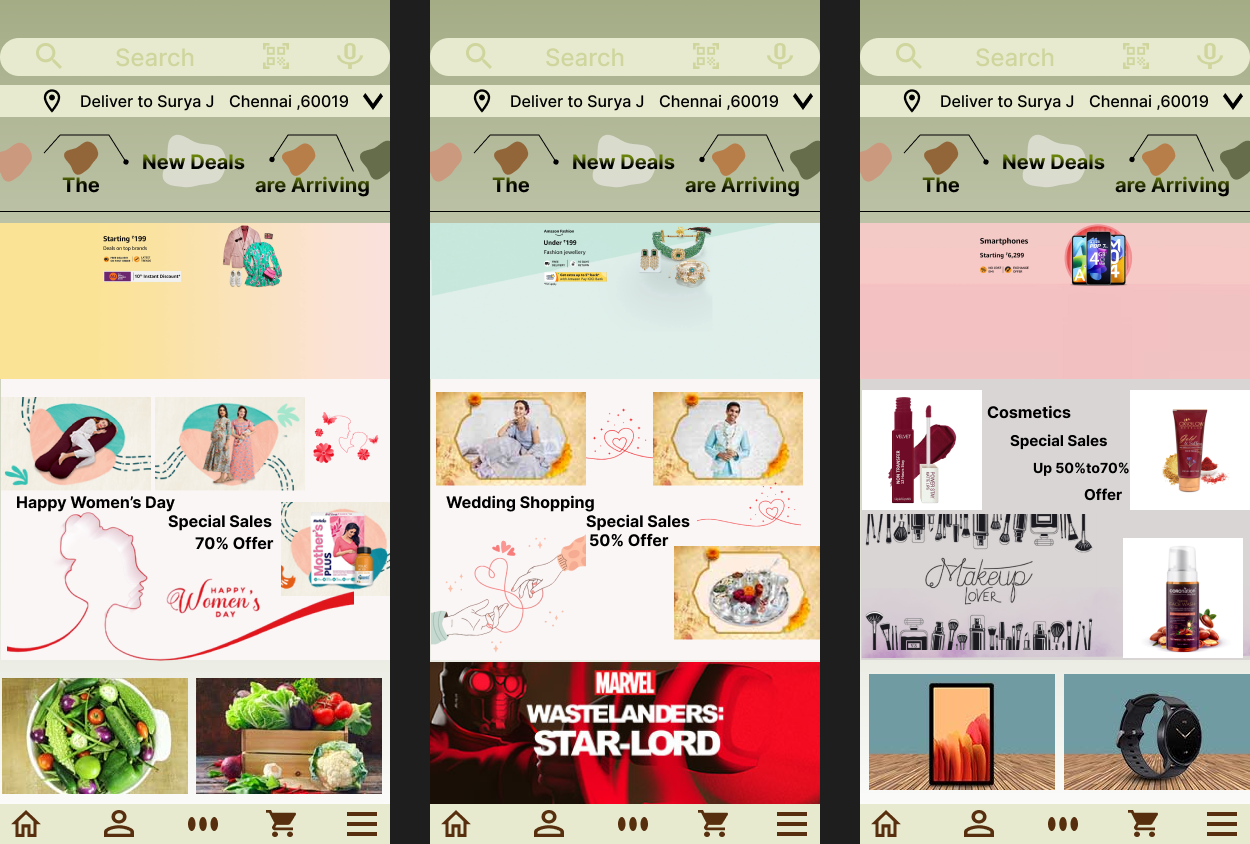 Search
Deliver to Surya J Chennai ,60019
New Deals
The are Arriving
Starting ₹199
Deals on top brands
10% Instant Discount*
Happy Women's Day
Special Sales
70% Offer
Mother's
PLUS
HAPPY
Women's
DAY
Search
Deliver to Surya J Chennai ,60019
New Deals
The are Arriving
Amazon Fashion
Under ₹199
Fashion jewellery
Wedding Shopping
Special Sales
50% Offer
MARVEL
WASTELANDERS:
STAR-LORD
Search
Deliver to Surya J Chennai ,60019
New Deals
The are Arriving
Smartphones
Starting ₹6,299
Cosmetics
Special Sales
Up 50%to70%
Offer
VELVET
NON TRANSFER
Makeup
LOVER